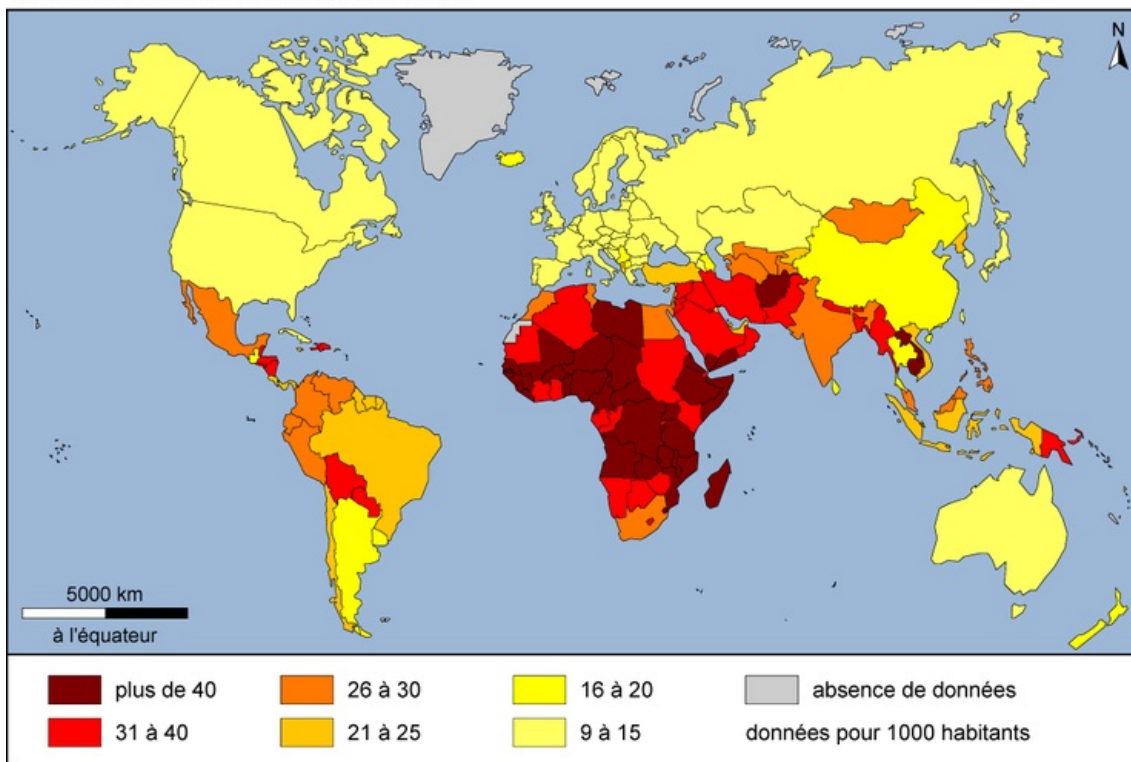 N
5000 km
à l'équateur
plus de 40
26 à 30
16 à 20
absence de données
31 à 40
21 à 25
9 à 15
données pour 1000 habitants